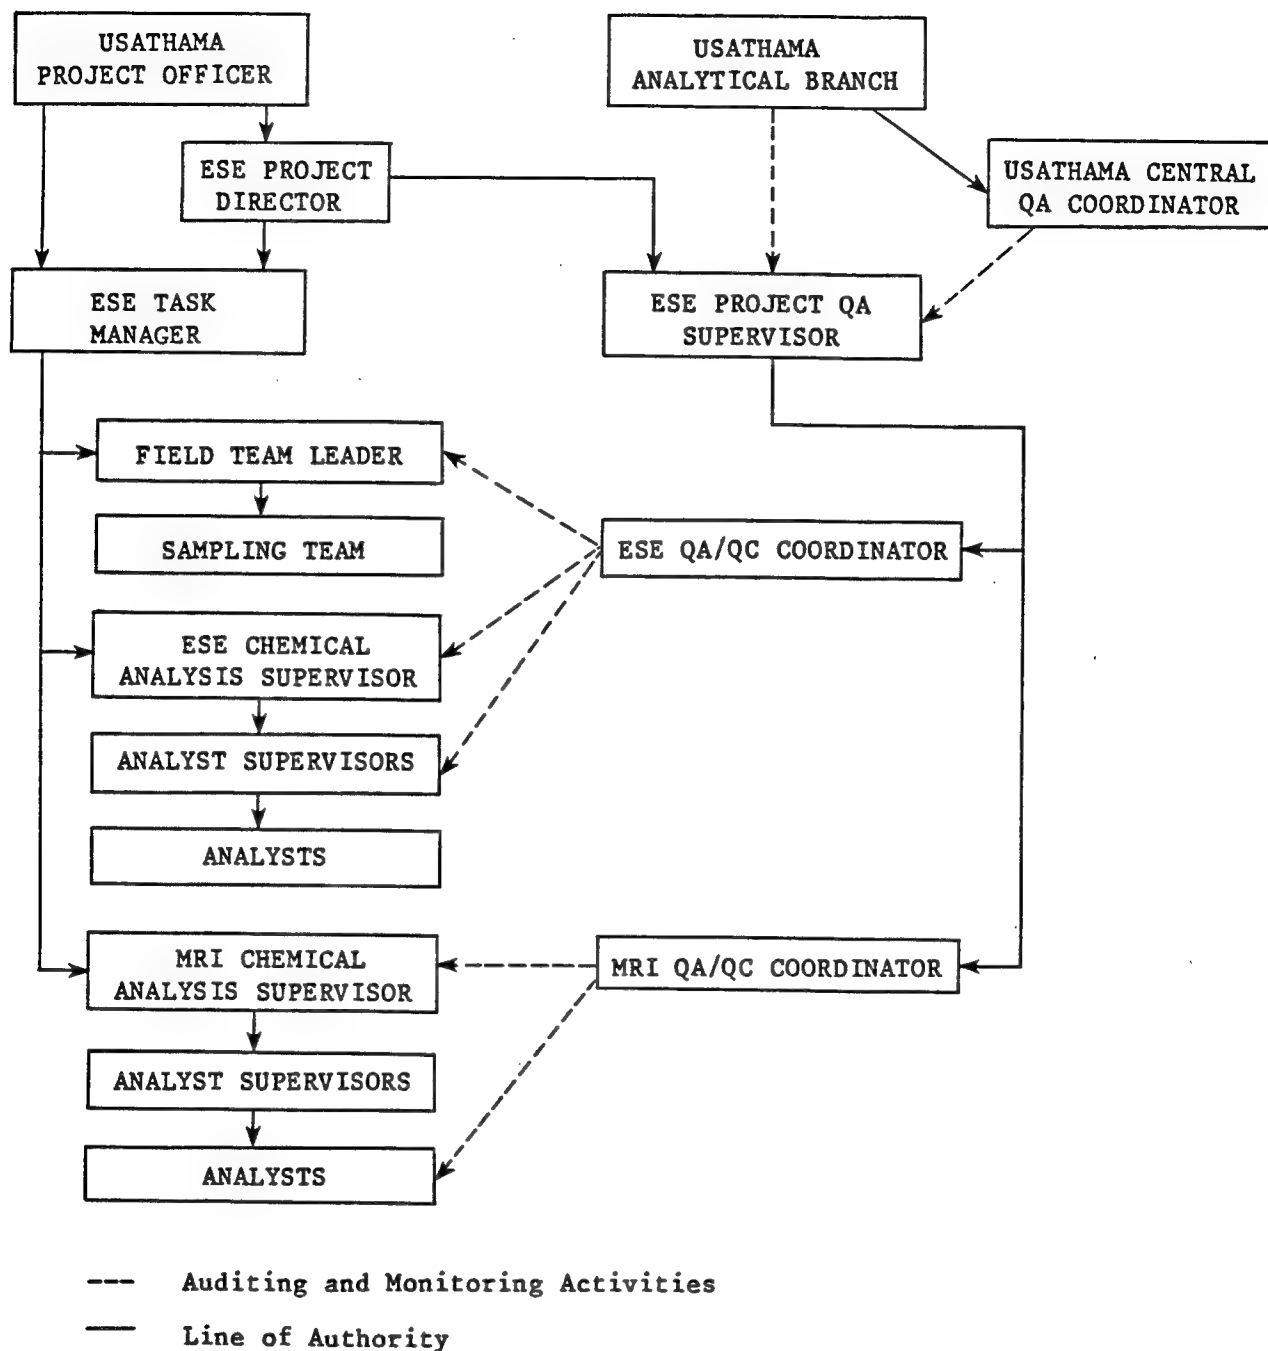 USATHAMA
PROJECT OFFICER
USATHAMA
ANALYTICAL BRANCH
ESE PROJECT
DIRECTOR
USATHAMA CENTRAL
QA COORDINATOR
ESE TASK
MANAGER
ESE PROJECT QA
SUPERVISOR
FIELD TEAM LEADER
SAMPLING TEAM
ESE QA/QC COORDINATOR
ESE CHEMICAL
ANALYSIS SUPERVISOR
ANALYST SUPERVISORS
ANALYSTS
MRI CHEMICAL
ANALYSIS SUPERVISOR
MRI QA/QC COORDINATOR
ANALYST SUPERVISORS
ANALYSTS
Auditing and Monitoring Activities
Line of Authority